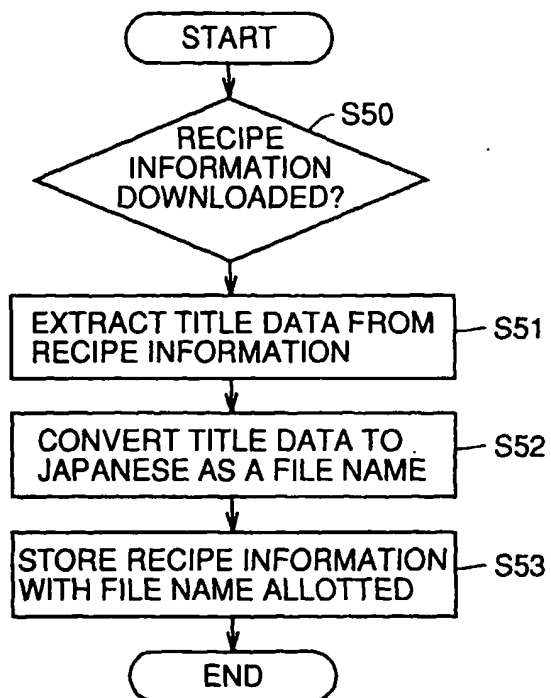 START
S50
RECIPE
INFORMATION
DOWNLOADED?
EXTRACT TITLE DATA FROM
RECIPE INFORMATION
S51
CONVERT TITLE DATA TO
JAPANESE AS A FILE NAME
S52
STORE RECIPE INFORMATION
WITH FILE NAME ALLOTTED
S53
END